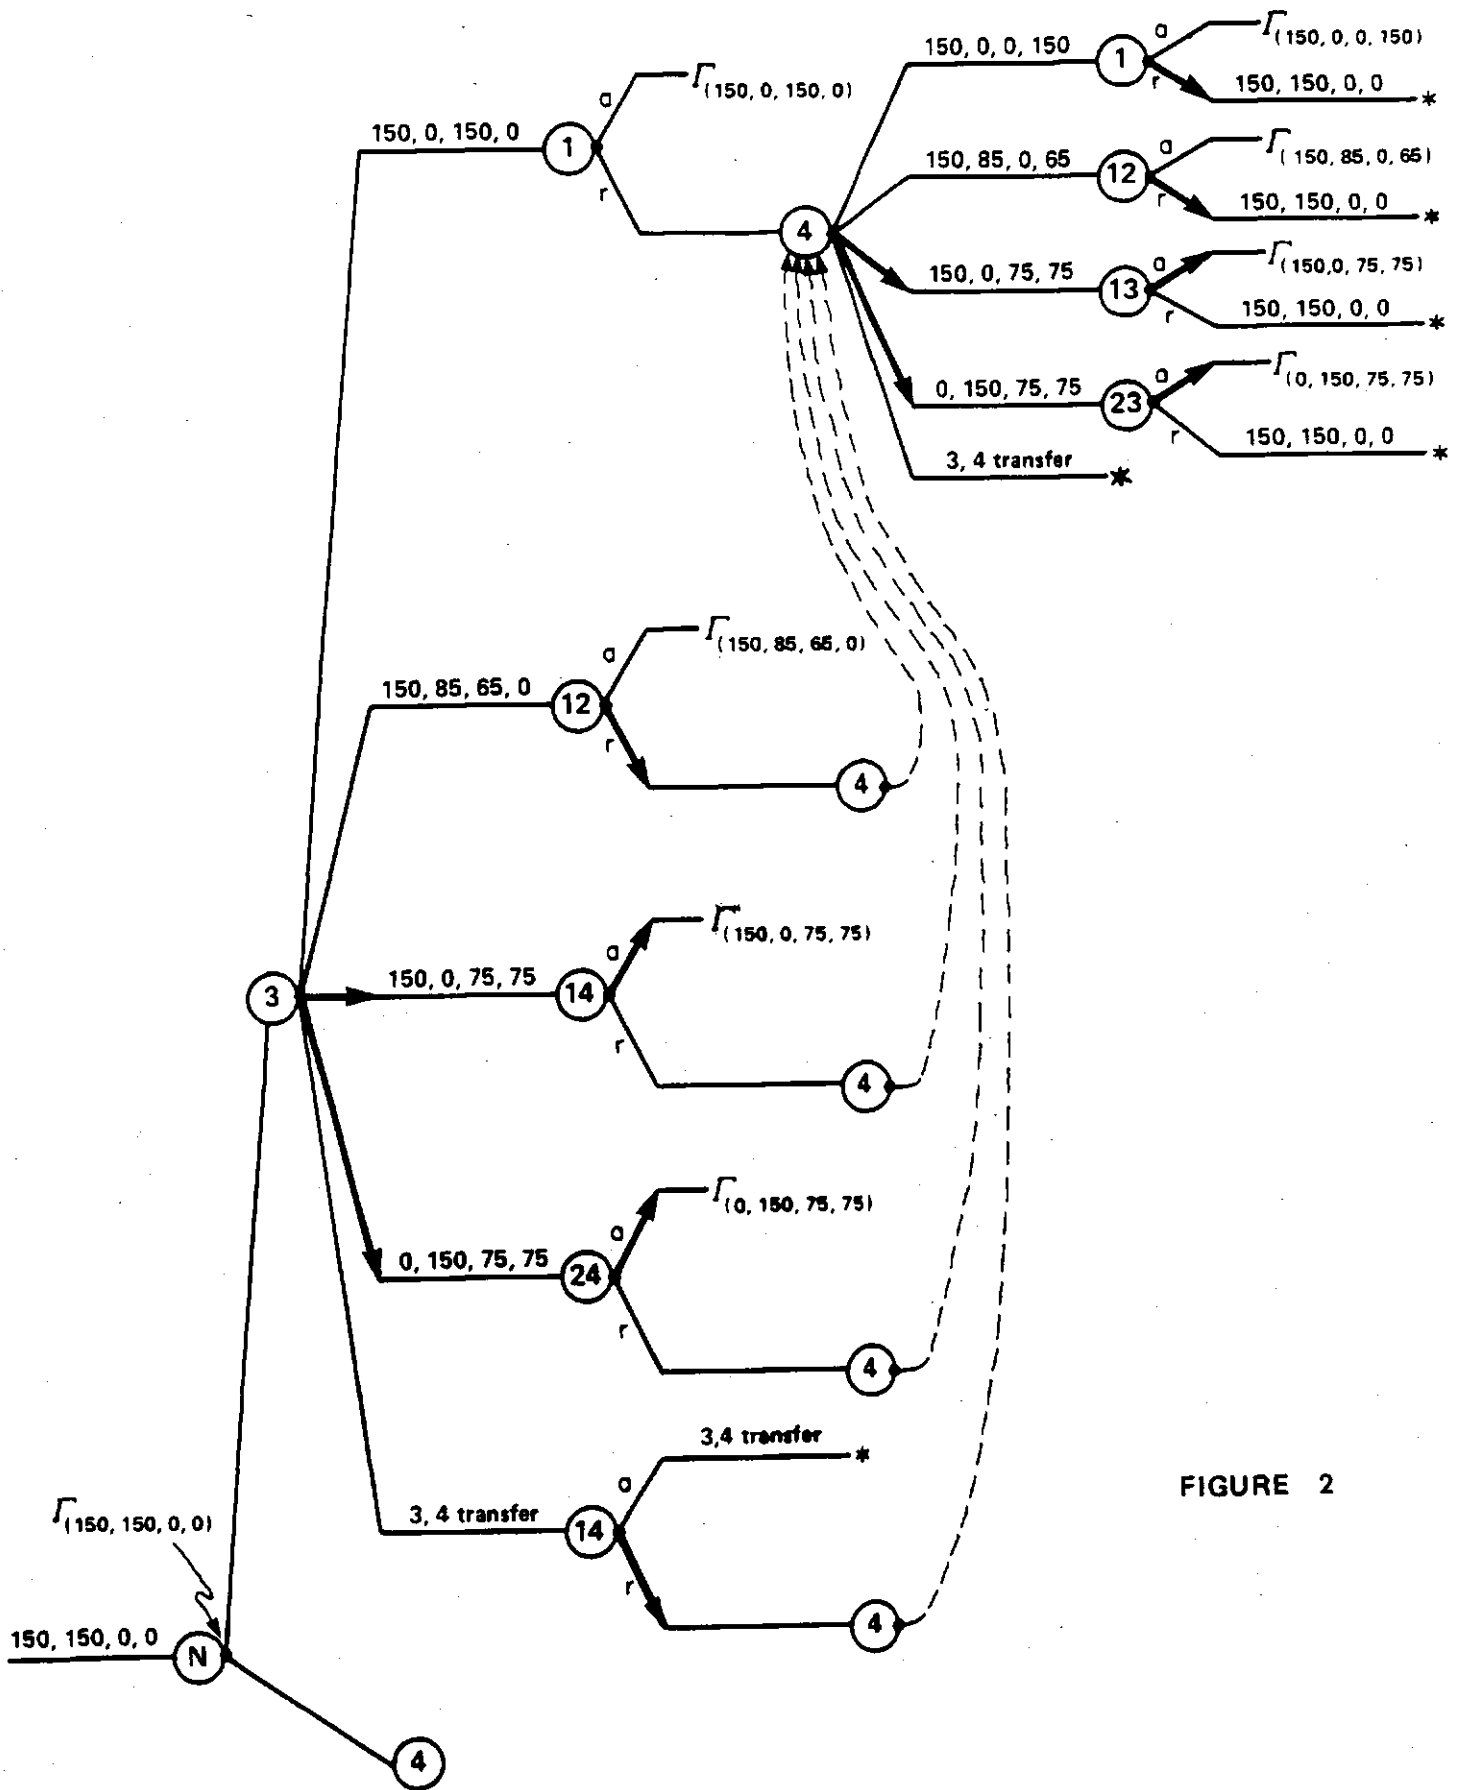 a
Γ(150, 0, 0, 150)
150, 0, 0, 150
1
r
150, 150, 0, 0
*
a
Γ(150, 0, 150, 0)
150, 0, 150, 0
1
r
a
Γ(150, 85, 0, 65)
150, 85, 0, 65
12
r
150, 150, 0, 0
*
4
a
Γ(150,0, 75, 75)
150, 0, 75, 75
13
r
150, 150, 0, 0
*
a
Γ(0, 150, 75, 75)
0, 150, 75, 75
23
r
150, 150, 0, 0
*
3, 4 transfer
*
a
Γ(150, 85, 65, 0)
150, 85, 65, 0
12
r
4
a
Γ(150, 0, 75, 75)
3
150, 0, 75, 75
14
r
4
a
Γ(0, 150, 75, 75)
0, 150, 75, 75
24
r
4
3,4 transfer
*
a
3, 4 transfer
14
r
4
FIGURE 2
Γ(150, 150, 0, 0)
150, 150, 0, 0
N
4